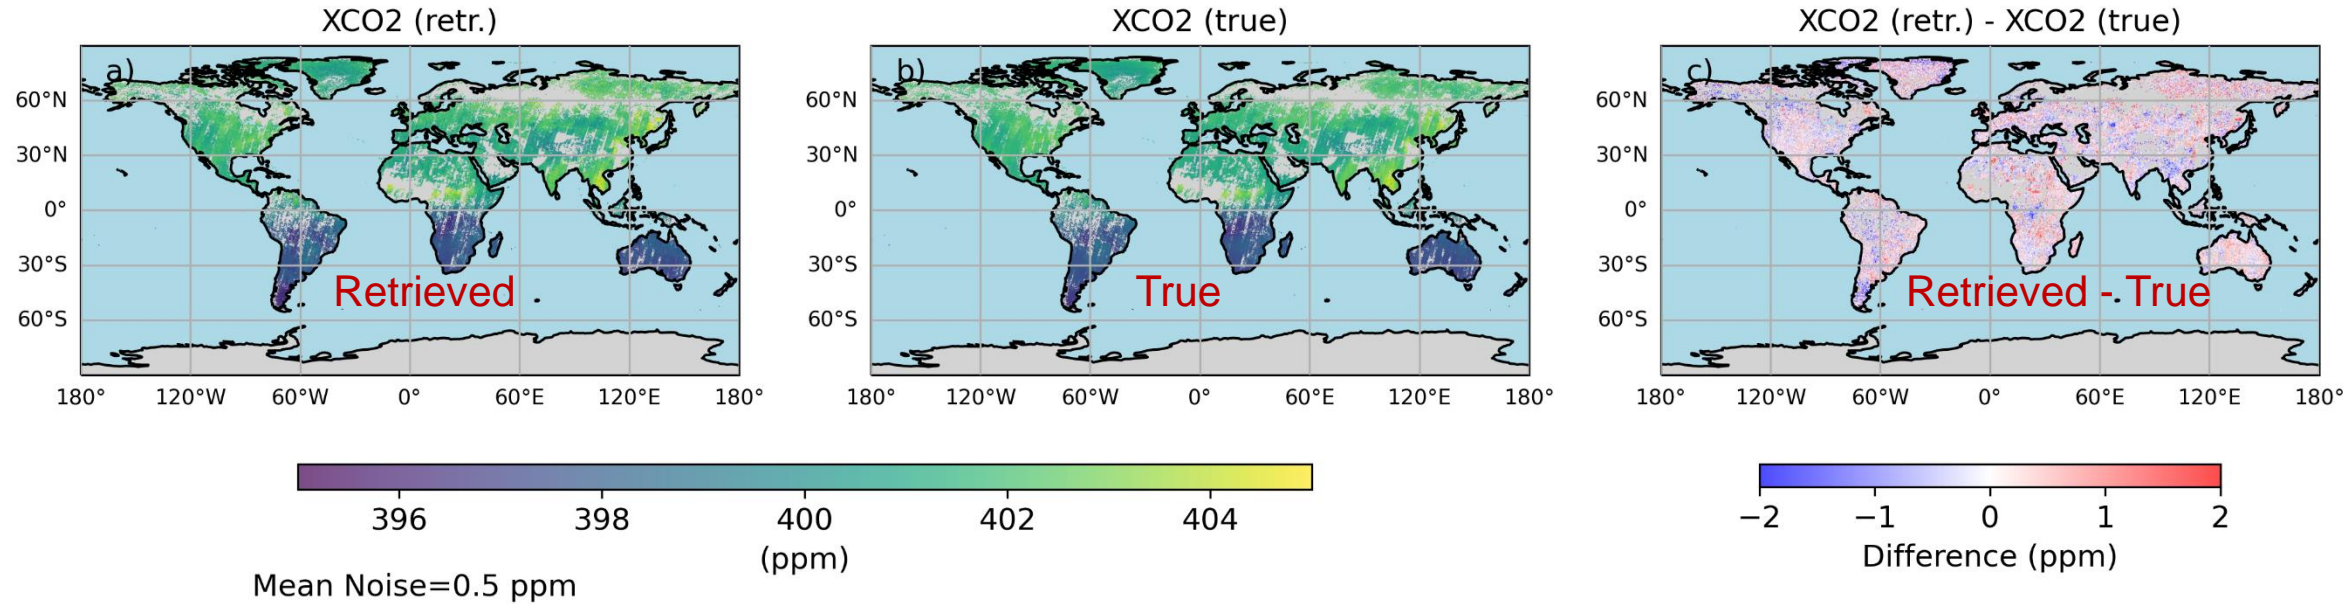 XCO2 (retr.)
XCO2 (true)
XCO2 (retr.) - XCO2 (true)
a)
60°N
30°N
0°
30°S
60°S
Retrieved
180° 120°W 60°W 0° 60°E 120°E 180°
b)
60°N
30°N
0°
30°S
60°S
True
180° 120°W 60°W 0° 60°E 120°E 180°
c)
60°N
30°N
0°
30°S
60°S
Retrieved - True
180° 120°W 60°W 0° 60°E 120°E 180°
396 398 400 402 404
(ppm)
Mean Noise=0.5 ppm
−2 −1 0 1 2
Difference (ppm)